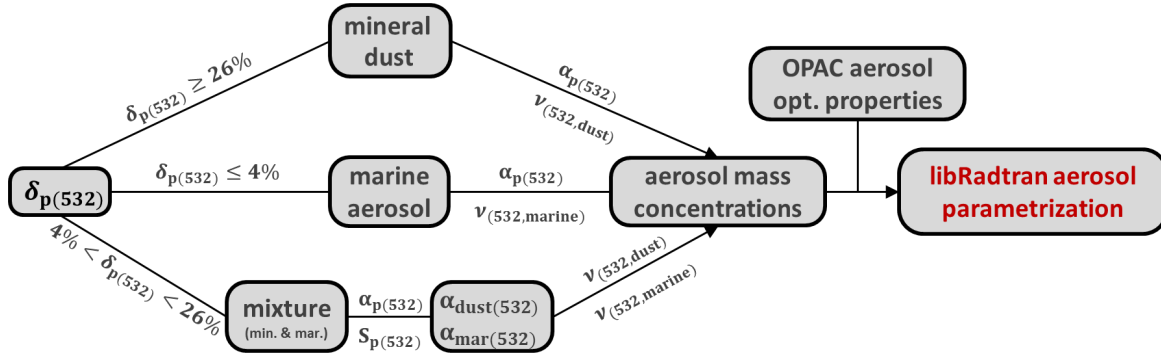 mineral
dust
δp(532) ≥ 26%
αp(532)
ν(532,dust)
OPAC aerosol
opt. properties
δp(532)
δp(532) ≤ 4%
marine
aerosol
αp(532)
ν(532,marine)
aerosol mass
concentrations
libRadtran aerosol
parametrization
4% < δp(532) < 26%
mixture
(min. & mar.)
αp(532)
Sp(532)
αdust(532)
αmar(532)
ν(532,dust)
ν(532,marine)